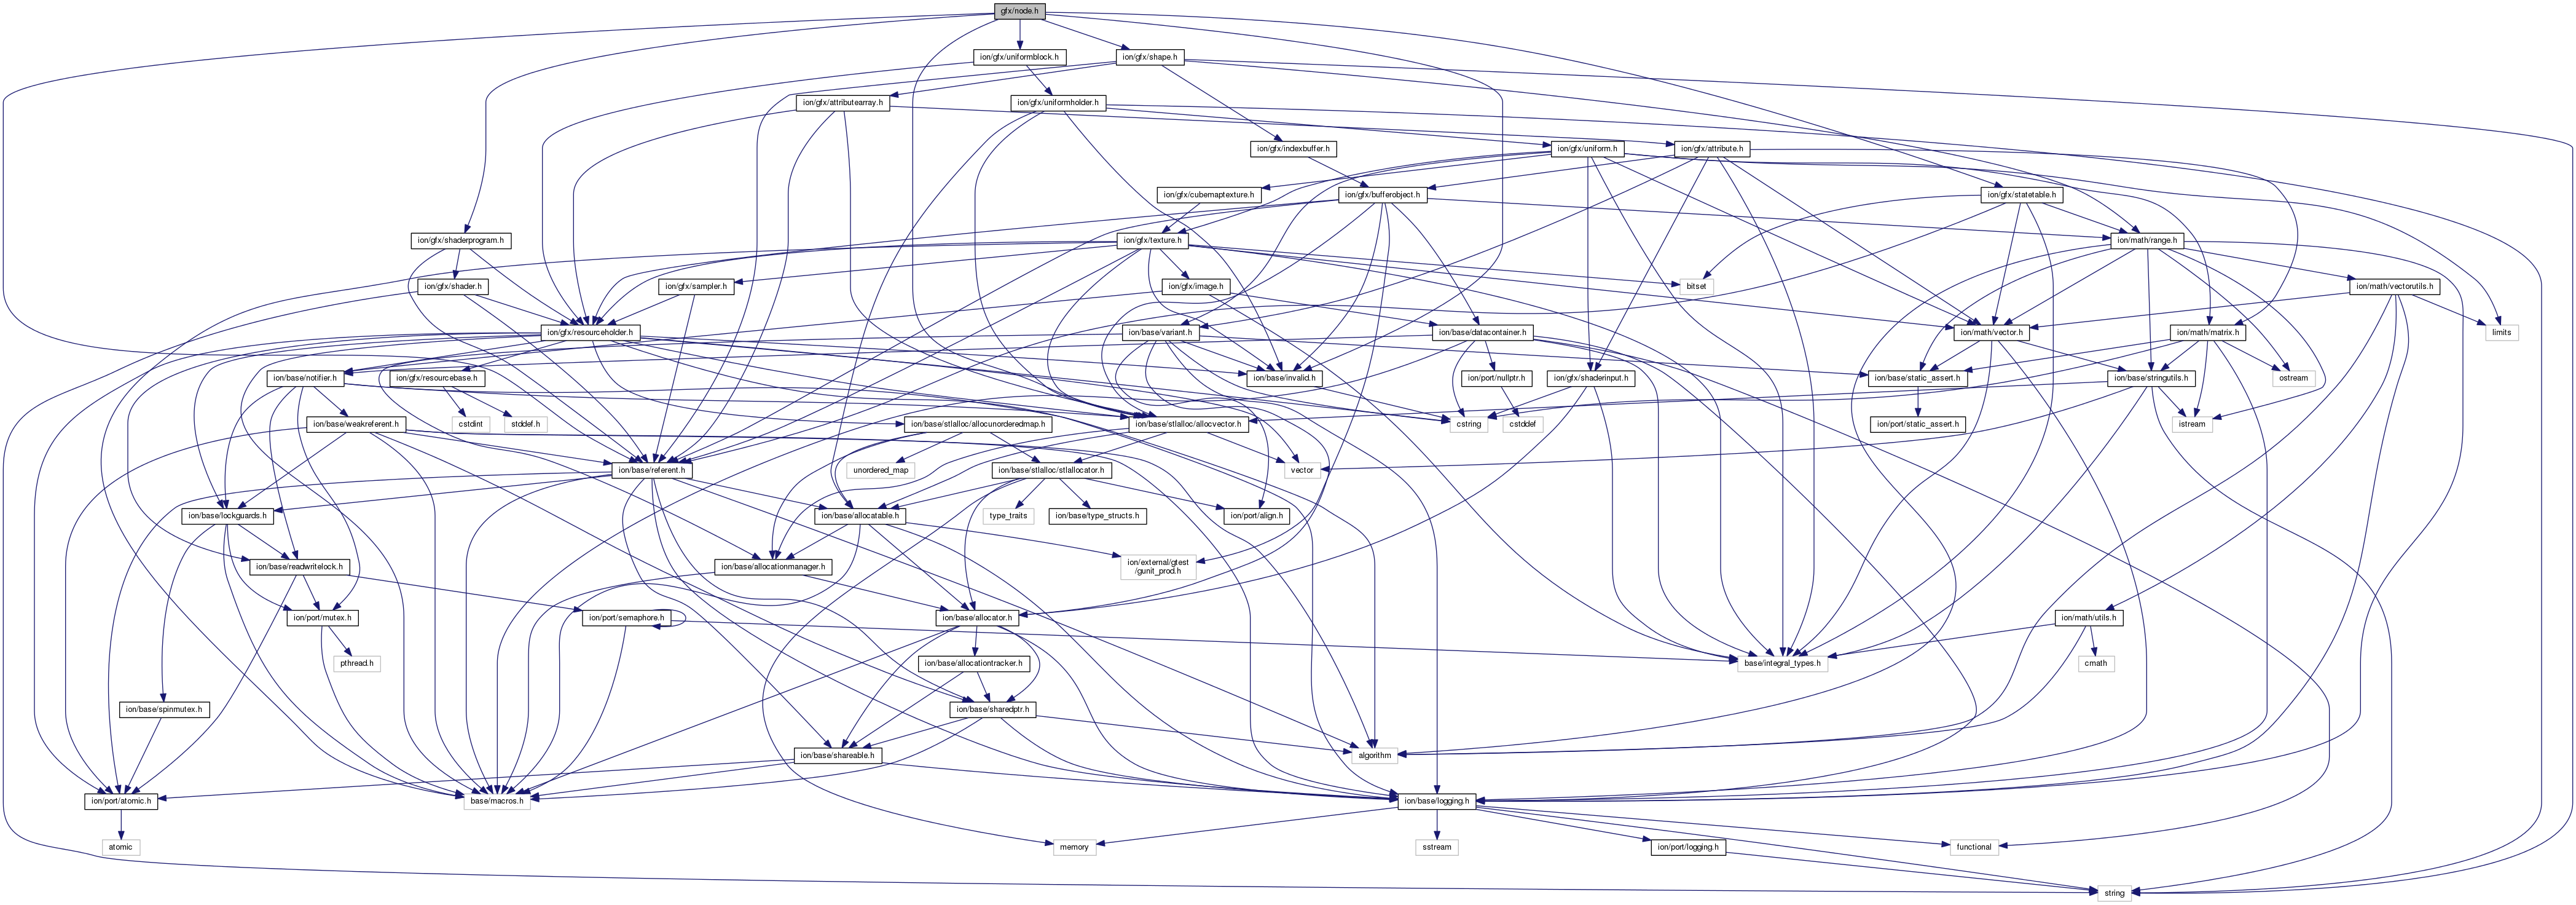 gfx/node.h
ion/gfx/uniformblock.h
ion/gfx/shape.h
ion/gfx/attributearray.h
ion/gfx/uniformholder.h
ion/gfx/indexbuffer.h
ion/gfx/uniform.h
ion/gfx/attribute.h
ion/gfx/cubemaptexture.h
ion/gfx/bufferobject.h
ion/gfx/statetable.h
ion/gfx/shaderprogram.h
ion/gfx/texture.h
ion/math/range.h
ion/gfx/shader.h
ion/gfx/sampler.h
ion/gfx/image.h
bitset
ion/math/vectorutils.h
ion/gfx/resourceholder.h
ion/base/variant.h
ion/base/datacontainer.h
ion/math/vector.h
ion/math/matrix.h
limits
ion/base/notifier.h
ion/gfx/resourcebase.h
ion/base/invalid.h
ion/port/nullptr.h
ion/gfx/shaderinput.h
ion/base/static_assert.h
ion/base/stringutils.h
ostream
ion/base/weakreferent.h
cstdint
stddef.h
ion/base/stlalloc/allocunorderedmap.h
ion/base/stlalloc/allocvector.h
cstring
cstddef
ion/port/static_assert.h
istream
ion/base/referent.h
unordered_map
ion/base/stlalloc/stlallocator.h
vector
ion/base/lockguards.h
ion/base/allocatable.h
type_traits
ion/base/type_structs.h
ion/port/align.h
ion/base/readwritelock.h
ion/base/allocationmanager.h
ion/external/gtest
/gunit_prod.h
ion/port/mutex.h
ion/port/semaphore.h
ion/base/allocator.h
ion/math/utils.h
pthread.h
ion/base/allocationtracker.h
base/integral_types.h
cmath
ion/base/spinmutex.h
ion/base/sharedptr.h
ion/base/shareable.h
algorithm
ion/port/atomic.h
base/macros.h
ion/base/logging.h
atomic
memory
sstream
ion/port/logging.h
functional
string